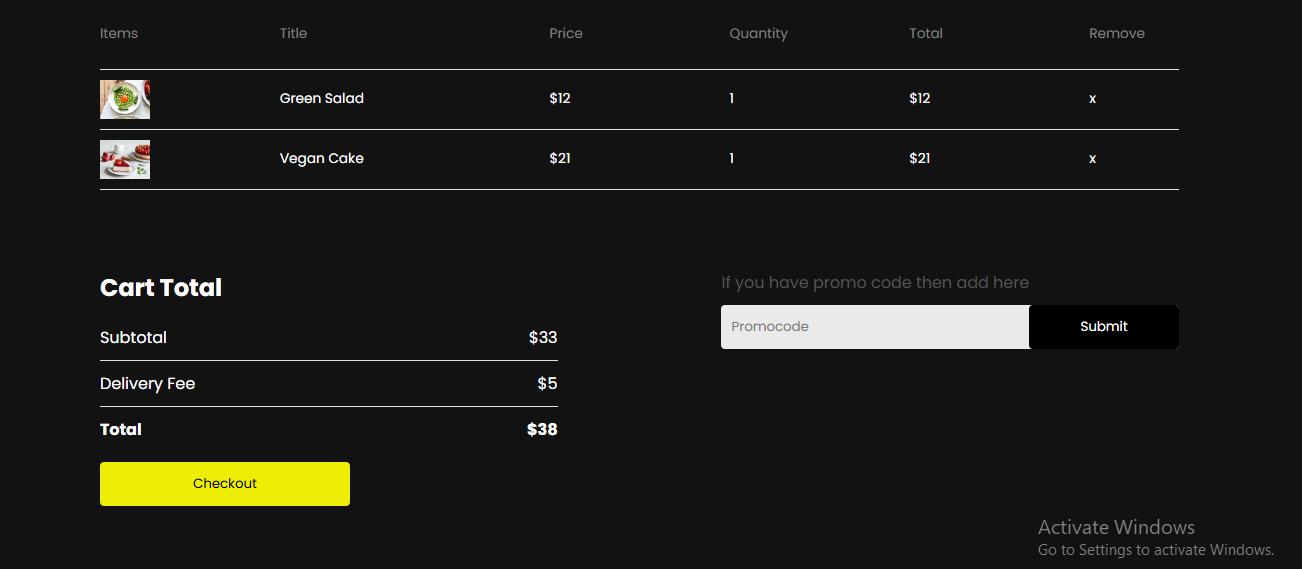 Items Title Price Quantity Total Remove
Green Salad $12 1 $12 x
Vegan Cake $21 1 $21 x
Cart Total
Subtotal $33
Delivery Fee $5
Total $38
Checkout
If you have promo code then add here
Promocode Submit
Activate Windows
Go to Settings to activate Windows.